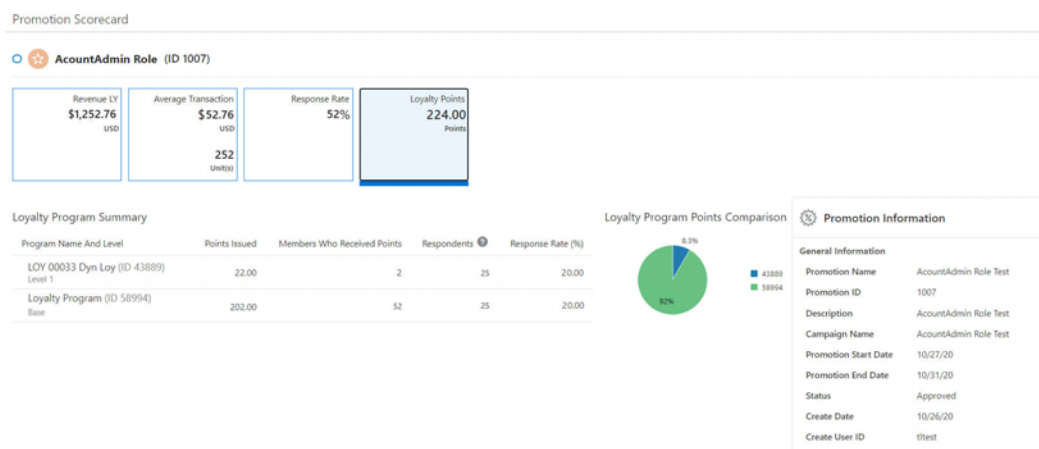 Promotion Scorecard
AcountAdmin Role (ID 1007)
Revenue LY
$1,252.76
USD
Average Transaction
$52.76
USD
252
Unit(s)
Response Rate
52%
Loyalty Points
224.00
Points
Loyalty Program Summary
Program Name And Level Points Issued Members Who Received Points Respondents ? Response Rate (%)
LOY 00033 Dyn Loy (ID 43889) 22.00 2 25 20.00
Level 1
Loyalty Program (ID 58994) 202.00 52 25 20.00
Base
Loyalty Program Points Comparison
8.3%
92%
43889
58994
Promotion Information
General Information
Promotion Name AcountAdmin Role Test
Promotion ID 1007
Description AcountAdmin Role Test
Campaign Name AcountAdmin Role Test
Promotion Start Date 10/27/20
Promotion End Date 10/31/20
Status Approved
Create Date 10/26/20
Create User ID tltest